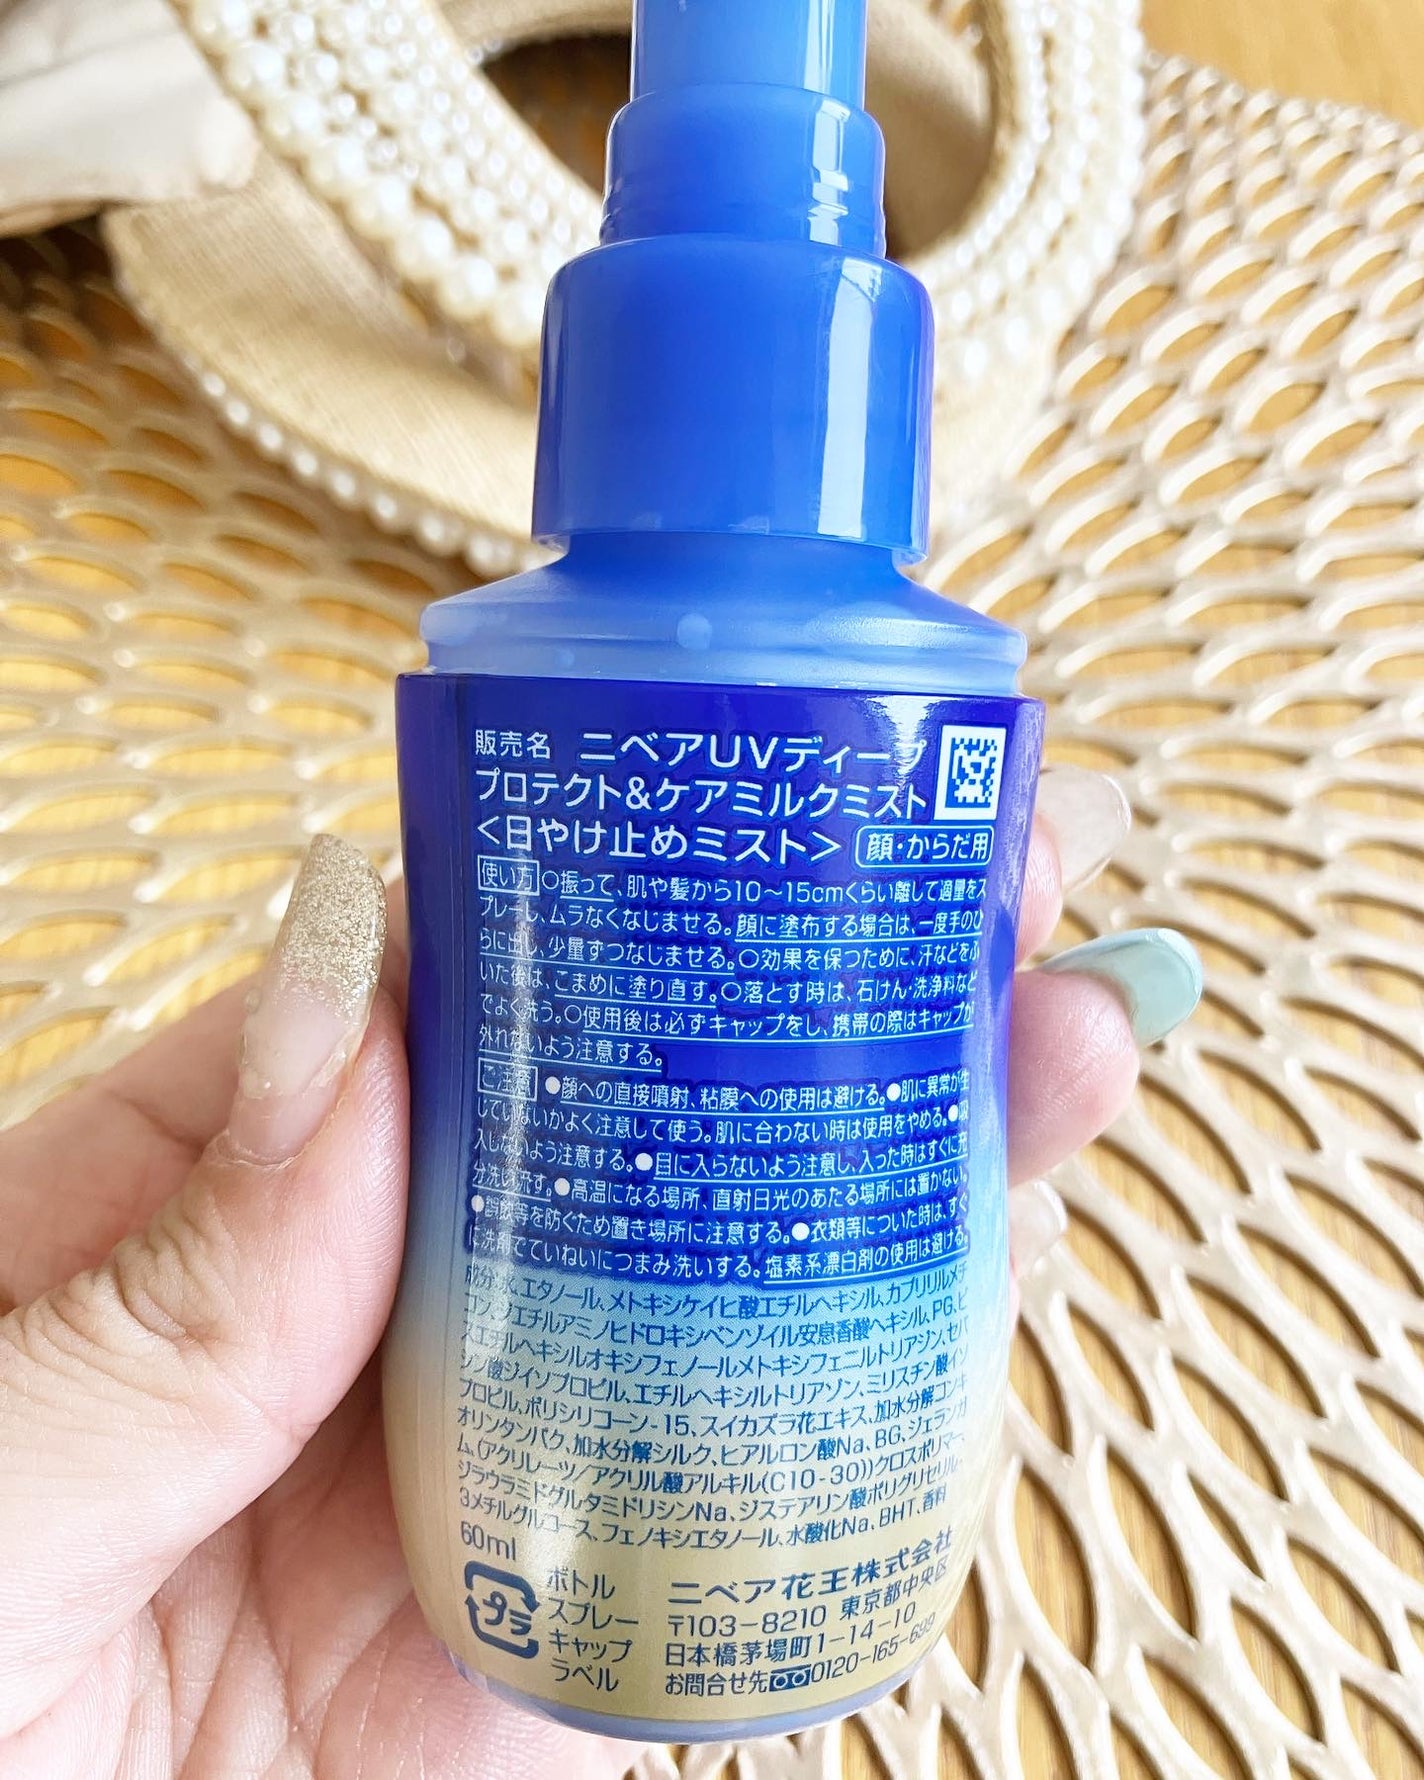 販売名 ニベアUVディープ
プロテクト&ケアミルクミスト
<日やけ止めミスト> 顔・からだ用
使い方 ○振って、肌や髪から10〜15cmくらい離して適量をス
プレーし、ムラなくなじませる。顔に塗布する場合は、一度手のひ
らに出し、少量ずつなじませる。○効果を保つために、汗などをふ
いた後は、こまめに塗り直す。○落とす時は、石けん・洗浄料など
でよく洗う。○使用後は必ずキャップをし、携帯の際はキャップが
外れないよう注意する。
ご注意 ●顔への直接噴射、粘膜への使用は避ける。●肌に異常が生
じていないかよく注意して使う。肌に合わない時は使用をやめる。●吸
入しないよう注意する。●目に入らないよう注意し、入った時はすぐに充
分洗い流す。●高温になる場所、直射日光のあたる場所には置かない。
●誤飲等を防ぐため置き場所に注意する。●衣類等についた時は、すぐ
に洗剤でていねいにつまみ洗いする。塩素系漂白剤の使用は避ける。
成分:水、エタノール、メトキシケイヒ酸エチルヘキシル、カプリリルメチ
コン、ジエチルアミノヒドロキシベンゾイル安息香酸ヘキシル、PG、ビ
スエチルヘキシルオキシフェノールメトキシフェニルトリアジン、セバ
シン酸ジイソプロピル、エチルヘキシルトリアゾン、ミリスチン酸イソ
プロピル、ポリシリコーン-15、スイカズラ花エキス、加水分解コンキ
オリンタンパク、加水分解シルク、ヒアルロン酸Na、BG、ジェランガ
ム、(アクリレーツ/アクリル酸アルキル(C10-30))クロスポリマー、
ジラウラミドグルタミドリシンNa、ジステアリン酸ポリグリセリル-
3メチルグルコース、フェノキシエタノール、水酸化Na、BHT、香料
60ml
プラ
ボトル
スプレー
キャップ
ラベル
ニベア花王株式会社
〒103-8210 東京都中央区
日本橋茅場町1-14-10
お問合せ先 0120-165-699